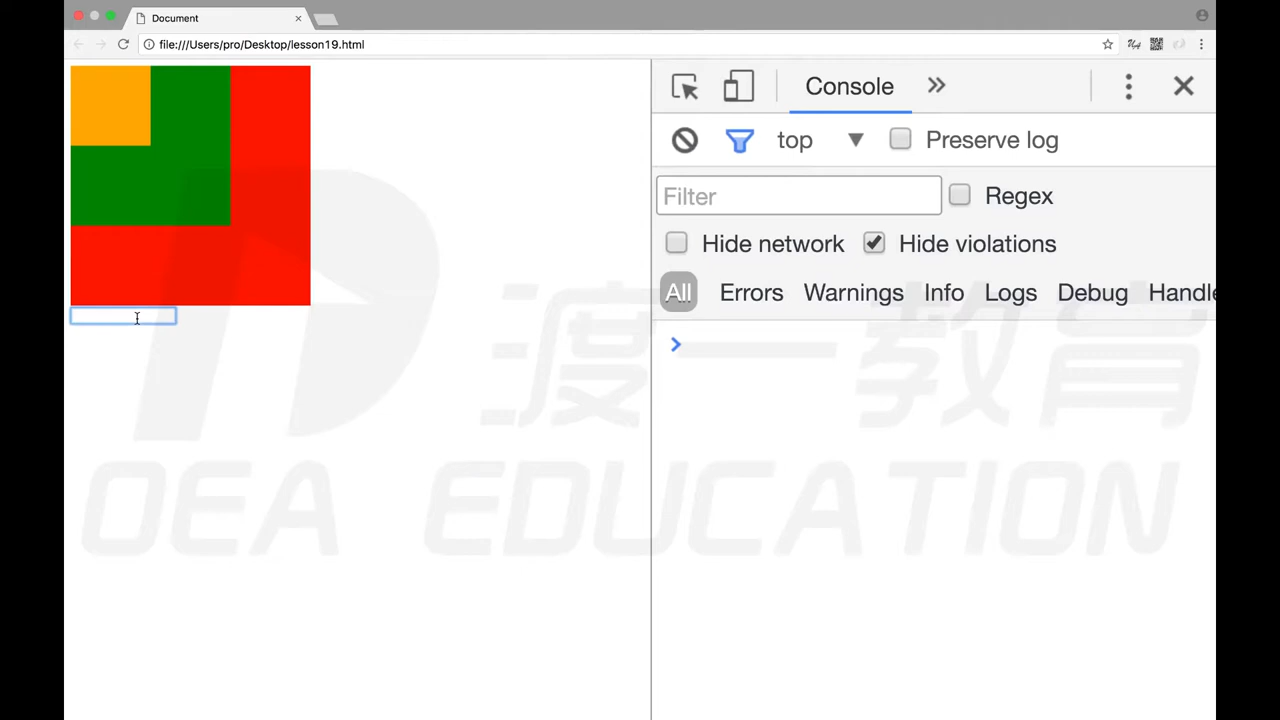 Document
file:///Users/pro/Desktop/lesson19.html
Console
top
Preserve log
Filter
Regex
Hide network
Hide violations
All
Errors
Warnings
Info
Logs
Debug
Handle
渡一教育
OEA EDUCATION